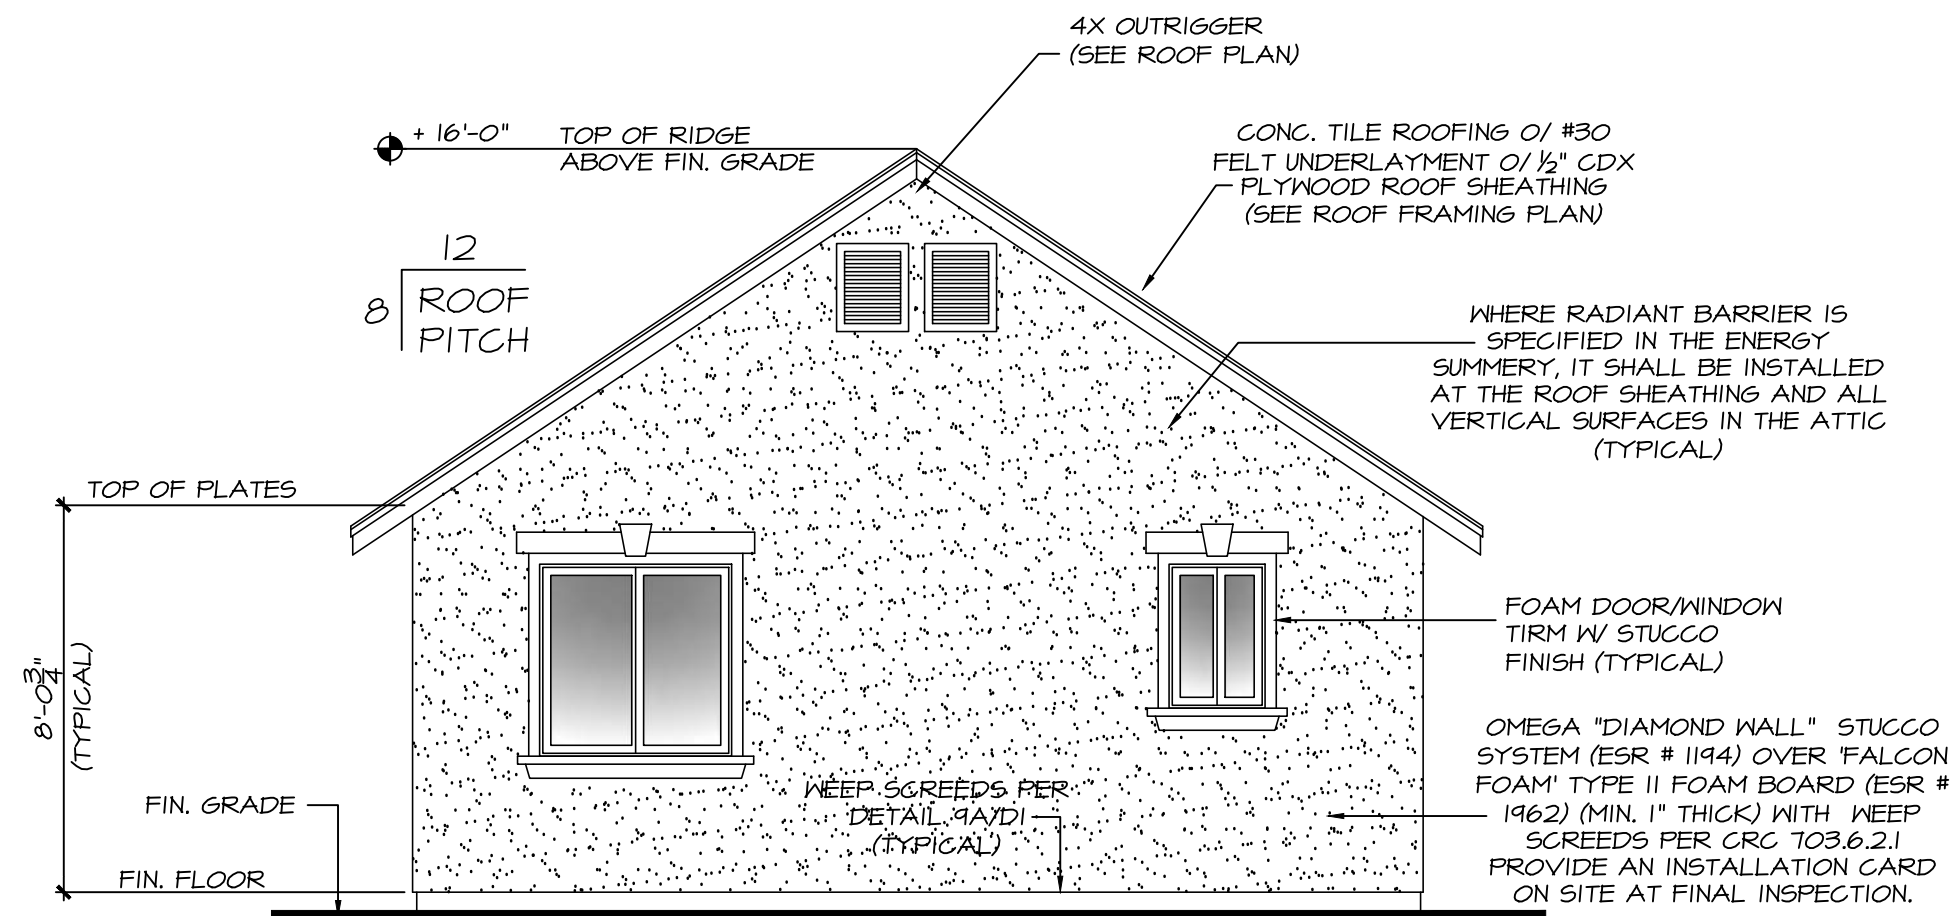 4X OUTRIGGER
(SEE ROOF PLAN)
+ 16'-0"
TOP OF RIDGE
ABOVE FIN. GRADE
CONC. TILE ROOFING O/ #30
FELT UNDERLAYMENT O/ ½" CDX
PLYWOOD ROOF SHEATHING
(SEE ROOF FRAMING PLAN)
12
8
ROOF
PITCH
WHERE RADIANT BARRIER IS
SPECIFIED IN THE ENERGY
SUMMERY, IT SHALL BE INSTALLED
AT THE ROOF SHEATHING AND ALL
VERTICAL SURFACES IN THE ATTIC
(TYPICAL)
TOP OF PLATES
8'-0¾"
(TYPICAL)
FOAM DOOR/WINDOW
TIRM W/ STUCCO
FINISH (TYPICAL)
OMEGA "DIAMOND WALL" STUCCO
SYSTEM (ESR # 1194) OVER 'FALCON
FOAM' TYPE II FOAM BOARD (ESR #
1962) (MIN. 1" THICK) WITH WEEP
SCREEDS PER CRC 703.6.2.1
PROVIDE AN INSTALLATION CARD
ON SITE AT FINAL INSPECTION.
WEEP SCREEDS PER
DETAIL 9A/D1
(TYPICAL)
FIN. GRADE
FIN. FLOOR